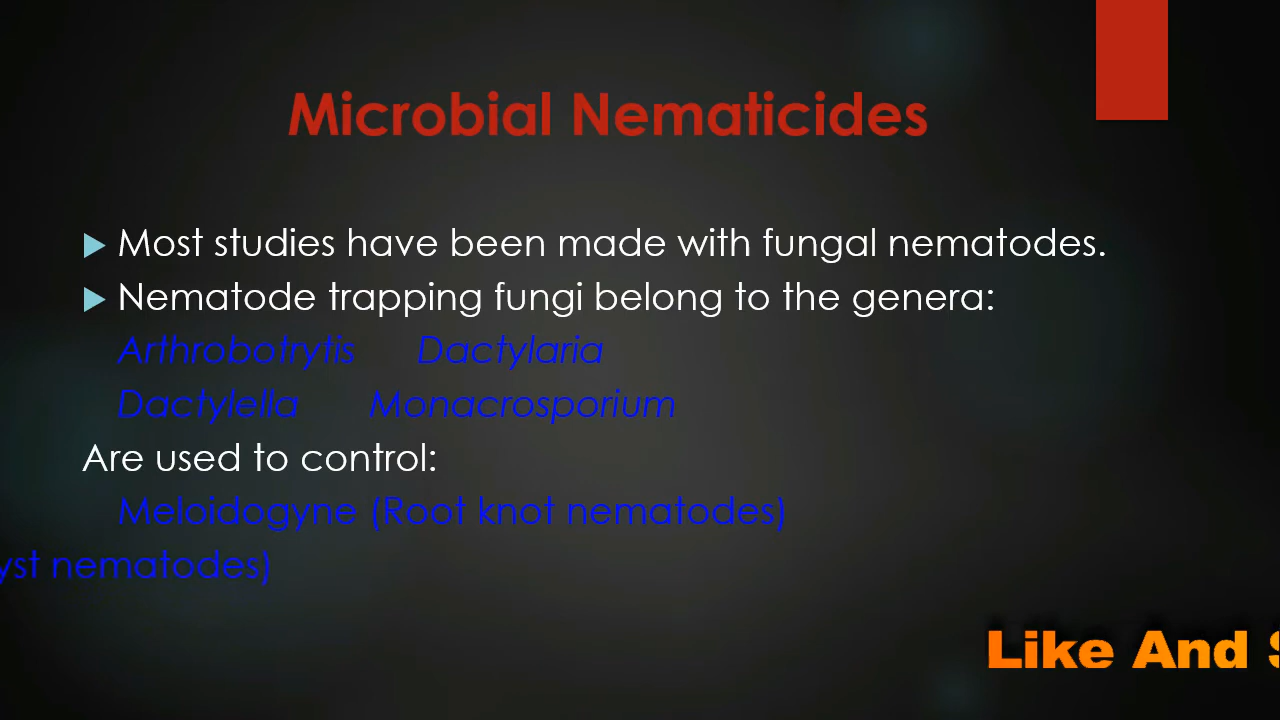 Microbial Nematicides
Most studies have been made with fungal nematodes.
Nematode trapping fungi belong to the genera:
Arthrobotrytis Dactylaria
Dactylella Monacrosporium
Are used to control:
Meloidogyne (Root knot nematodes)
nematodes)
Like And